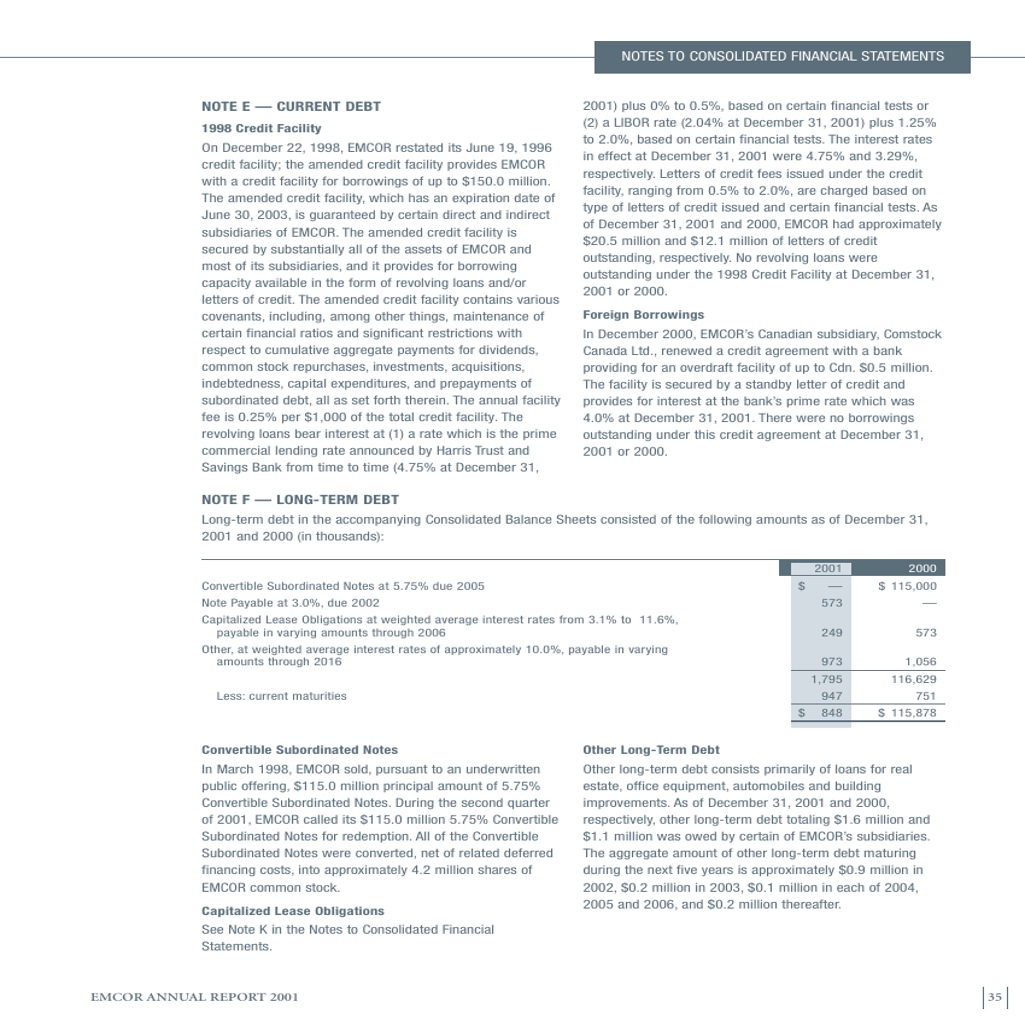 NOTES TO CONSOLIDATED FINANCIAL STATEMENTS
NOTE E — CURRENT DEBT
1998 Credit Facility
On December 22, 1998, EMCOR restated its June 19, 1996
credit facility; the amended credit facility provides EMCOR
with a credit facility for borrowings of up to $150.0 million.
The amended credit facility, which has an expiration date of
June 30, 2003, is guaranteed by certain direct and indirect
subsidiaries of EMCOR. The amended credit facility is
secured by substantially all of the assets of EMCOR and
most of its subsidiaries, and it provides for borrowing
capacity available in the form of revolving loans and/or
letters of credit. The amended credit facility contains various
covenants, including, among other things, maintenance of
certain financial ratios and significant restrictions with
respect to cumulative aggregate payments for dividends,
common stock repurchases, investments, acquisitions,
indebtedness, capital expenditures, and prepayments of
subordinated debt, all as set forth therein. The annual facility
fee is 0.25% per $1,000 of the total credit facility. The
revolving loans bear interest at (1) a rate which is the prime
commercial lending rate announced by Harris Trust and
Savings Bank from time to time (4.75% at December 31,
2001) plus 0% to 0.5%, based on certain financial tests or
(2) a LIBOR rate (2.04% at December 31, 2001) plus 1.25%
to 2.0%, based on certain financial tests. The interest rates
in effect at December 31, 2001 were 4.75% and 3.29%,
respectively. Letters of credit fees issued under the credit
facility, ranging from 0.5% to 2.0%, are charged based on
type of letters of credit issued and certain financial tests. As
of December 31, 2001 and 2000, EMCOR had approximately
$20.5 million and $12.1 million of letters of credit
outstanding, respectively. No revolving loans were
outstanding under the 1998 Credit Facility at December 31,
2001 or 2000.
Foreign Borrowings
In December 2000, EMCOR's Canadian subsidiary, Comstock
Canada Ltd., renewed a credit agreement with a bank
providing for an overdraft facility of up to Cdn. $0.5 million.
The facility is secured by a standby letter of credit and
provides for interest at the bank's prime rate which was
4.0% at December 31, 2001. There were no borrowings
outstanding under this credit agreement at December 31,
2001 or 2000.
NOTE F — LONG-TERM DEBT
Long-term debt in the accompanying Consolidated Balance Sheets consisted of the following amounts as of December 31,
2001 and 2000 (in thousands):
2001 2000
Convertible Subordinated Notes at 5.75% due 2005 $ — $ 115,000
Note Payable at 3.0%, due 2002 573 —
Capitalized Lease Obligations at weighted average interest rates from 3.1% to 11.6%,
payable in varying amounts through 2006 249 573
Other, at weighted average interest rates of approximately 10.0%, payable in varying
amounts through 2016 973 1,056
1,795 116,629
Less: current maturities 947 751
$ 848 $ 115,878
Convertible Subordinated Notes
In March 1998, EMCOR sold, pursuant to an underwritten
public offering, $115.0 million principal amount of 5.75%
Convertible Subordinated Notes. During the second quarter
of 2001, EMCOR called its $115.0 million 5.75% Convertible
Subordinated Notes for redemption. All of the Convertible
Subordinated Notes were converted, net of related deferred
financing costs, into approximately 4.2 million shares of
EMCOR common stock.
Capitalized Lease Obligations
See Note K in the Notes to Consolidated Financial
Statements.
Other Long-Term Debt
Other long-term debt consists primarily of loans for real
estate, office equipment, automobiles and building
improvements. As of December 31, 2001 and 2000,
respectively, other long-term debt totaling $1.6 million and
$1.1 million was owed by certain of EMCOR's subsidiaries.
The aggregate amount of other long-term debt maturing
during the next five years is approximately $0.9 million in
2002, $0.2 million in 2003, $0.1 million in each of 2004,
2005 and 2006, and $0.2 million thereafter.
EMCOR ANNUAL REPORT 2001
35